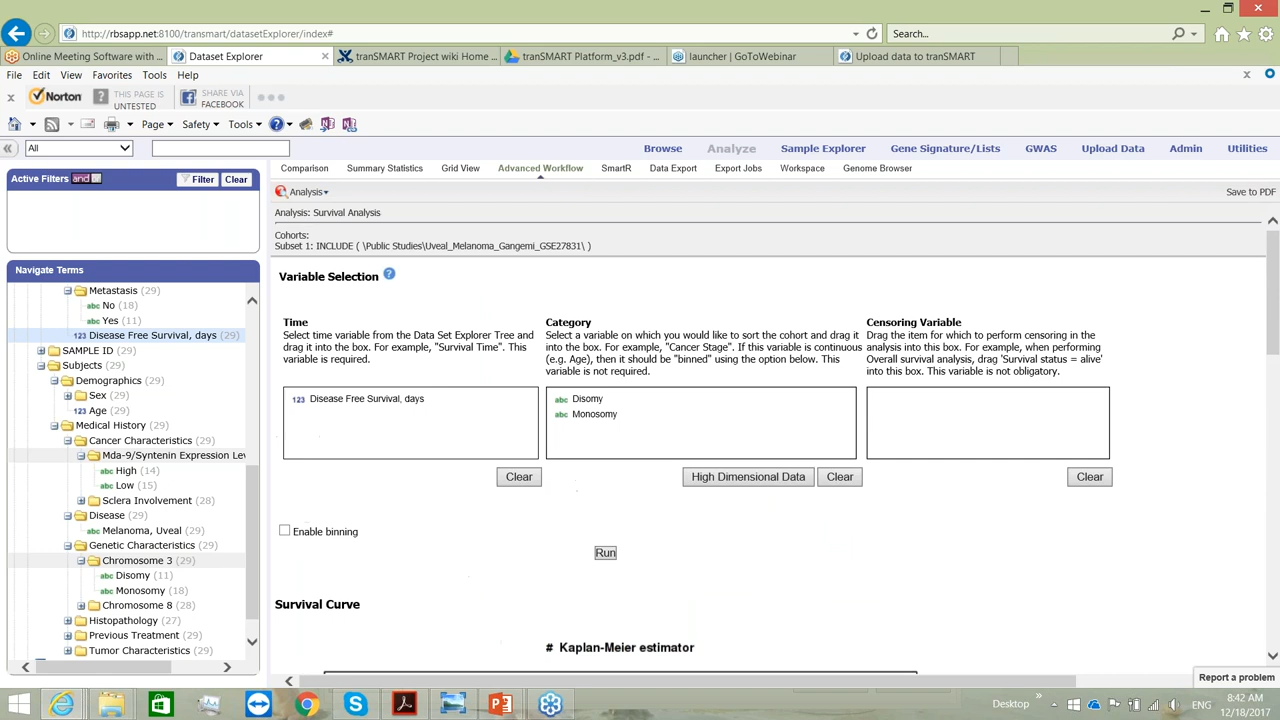 http://rbsapp.net:8100/transmart/datasetExplorer/index#
Search...
Online Meeting Software with ...
Dataset Explorer
tranSMART Project wiki Home ...
tranSMART Platform_v3.pdf - ...
launcher | GoToWebinar
Upload data to tranSMART
File Edit View Favorites Tools Help
Norton
THIS PAGE IS
UNTESTED
SHARE VIA
FACEBOOK
Page Safety Tools
All
Browse Analyze Sample Explorer Gene Signature/Lists GWAS Upload Data Admin Utilities
Comparison Summary Statistics Grid View Advanced Workflow SmartR Data Export Export Jobs Workspace Genome Browser
Active Filters and
Filter Clear
Analysis
Save to PDF
Analysis: Survival Analysis
Cohorts:
Subset 1: INCLUDE ( \Public Studies\Uveal_Melanoma_Gangemi_GSE27831\ )
Navigate Terms
Metastasis (29)
abc No (18)
abc Yes (11)
123 Disease Free Survival, days (29)
SAMPLE ID (29)
Subjects (29)
Demographics (29)
Sex (29)
123 Age (29)
Medical History (29)
Cancer Characteristics (29)
Mda-9/Syntenin Expression Lev
abc High (14)
abc Low (15)
Sclera Involvement (28)
Disease (29)
abc Melanoma, Uveal (29)
Genetic Characteristics (29)
Chromosome 3 (29)
abc Disomy (11)
abc Monosomy (18)
Chromosome 8 (28)
Histopathology (27)
Previous Treatment (29)
Tumor Characteristics (29)
Variable Selection
Time
Select time variable from the Data Set Explorer Tree and
drag it into the box. For example, "Survival Time". This
variable is required.
123 Disease Free Survival, days
Clear
Category
Select a variable on which you would like to sort the cohort and drag it
into the box. For example, "Cancer Stage". If this variable is continuous
(e.g. Age), then it should be "binned" using the option below. This
variable is not required.
abc Disomy
abc Monosomy
High Dimensional Data Clear
Censoring Variable
Drag the item for which to perform censoring in the
analysis into this box. For example, when performing
Overall survival analysis, drag 'Survival status = alive'
into this box. This variable is not obligatory.
Clear
Enable binning
Run
Survival Curve
# Kaplan-Meier estimator
Report a problem
Desktop
ENG
8:42 AM
12/18/2017